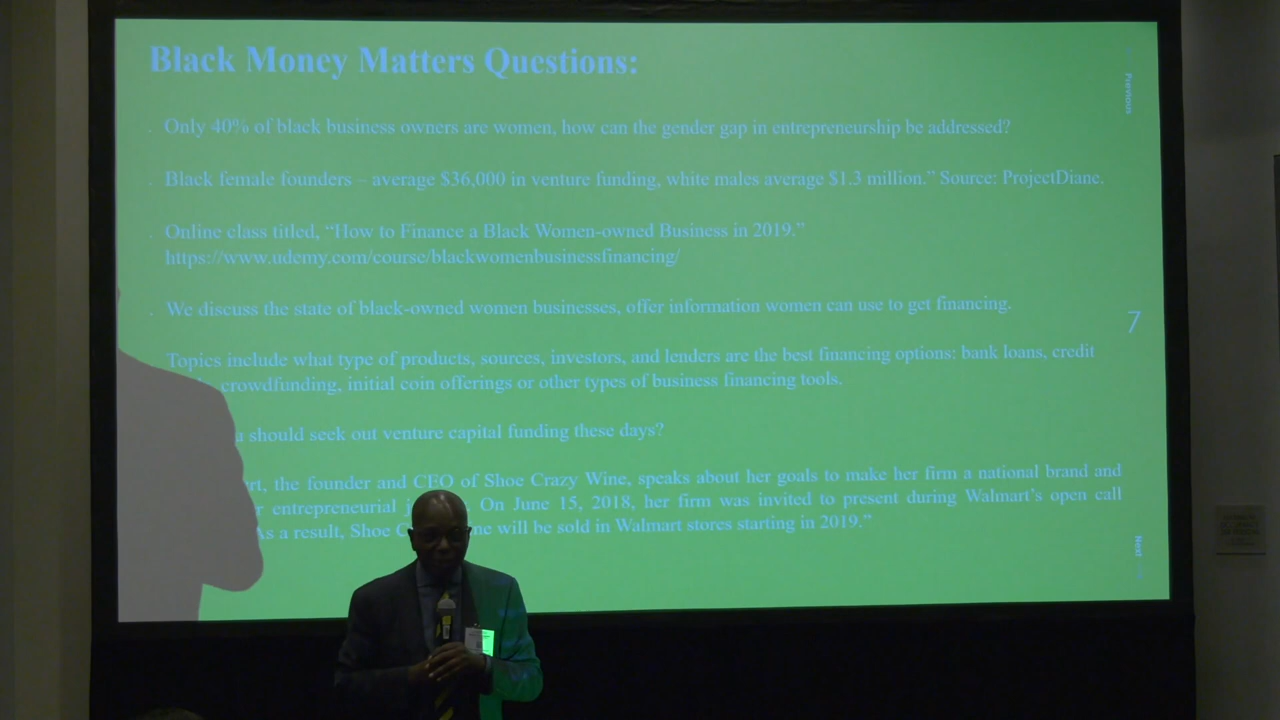 Black Money Matters Questions:
Previous
Only 40% of black business owners are women, how can the gender gap in entrepreneurship be addressed?
Black female founders – average $36,000 in venture funding, white males average $1.3 million.” Source: ProjectDiane.
Online class titled, “How to Finance a Black Women-owned Business in 2019.”
https://www.udemy.com/course/blackwomenbusinessfinancing/
We discuss the state of black-owned women businesses, offer information women can use to get financing.
7
Topics include what type of products, sources, investors, and lenders are the best financing options: bank loans, credit
crowdfunding, initial coin offerings or other types of business financing tools.
should seek out venture capital funding these days?
the founder and CEO of Shoe Crazy Wine, speaks about her goals to make her firm a national brand and
entrepreneurial On June 15, 2018, her firm was invited to present during Walmart’s open call
As a result, Shoe will be sold in Walmart stores starting in 2019.”
Next